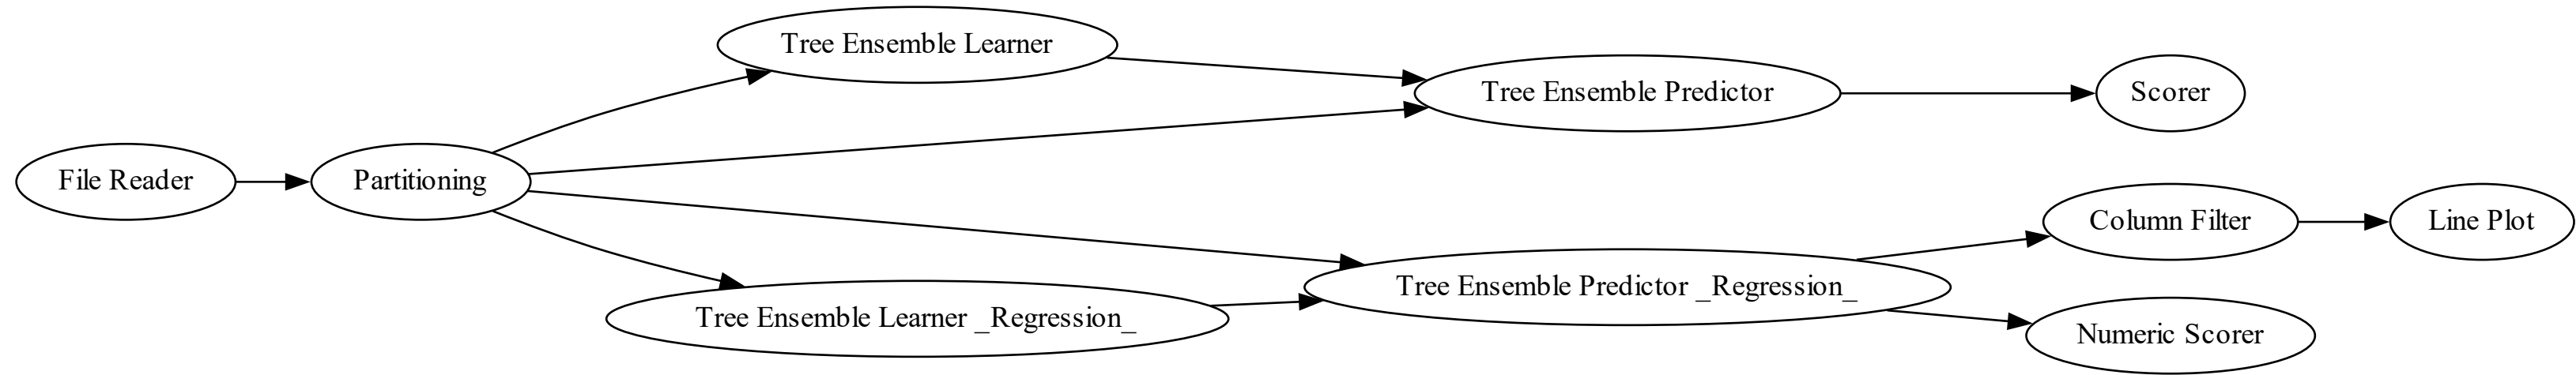 File Reader
Partitioning
Tree Ensemble Learner
Tree Ensemble Learner _Regression_
Tree Ensemble Predictor
Tree Ensemble Predictor _Regression_
Scorer
Column Filter
Numeric Scorer
Line Plot